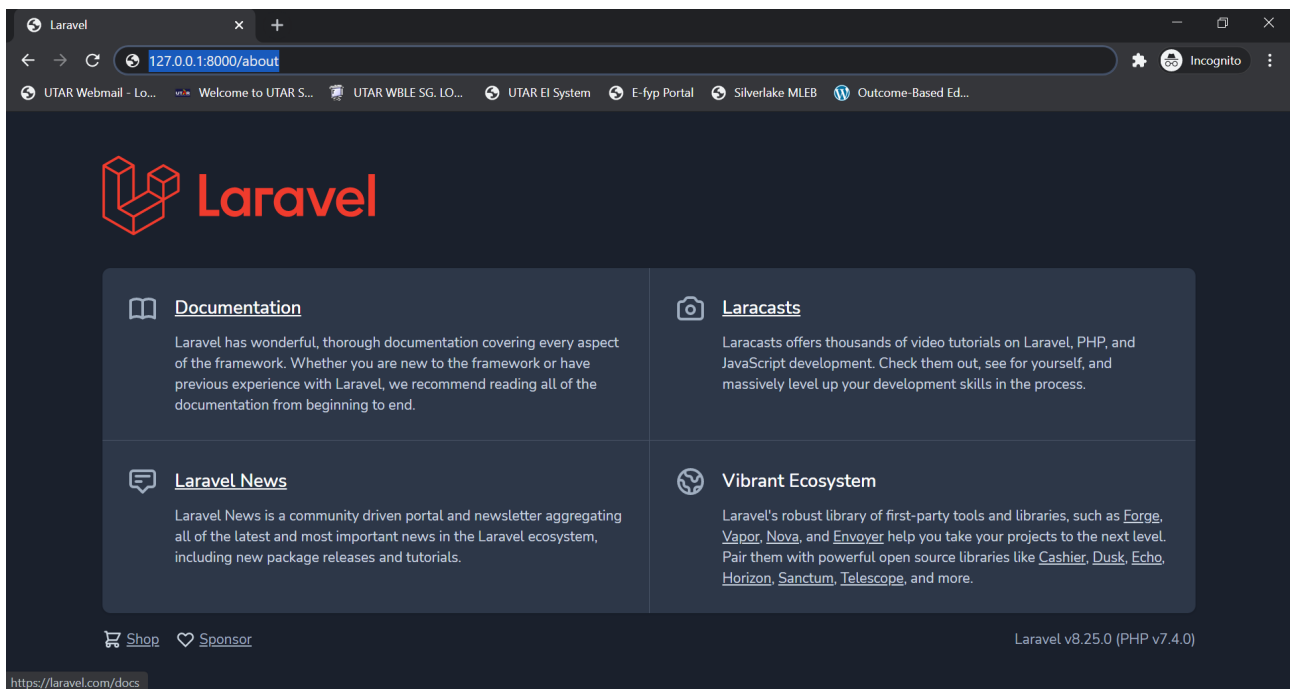 Laravel
127.0.0.1:8000/about
Incognito
UTAR Webmail - Lo...
Welcome to UTAR S...
UTAR WBLE SG. LO...
UTAR EI System
E-fyp Portal
Silverlake MLEB
Outcome-Based Ed...
Laravel
Documentation
Laravel has wonderful, thorough documentation covering every aspect
of the framework. Whether you are new to the framework or have
previous experience with Laravel, we recommend reading all of the
documentation from beginning to end.
Laracasts
Laracasts offers thousands of video tutorials on Laravel, PHP, and
JavaScript development. Check them out, see for yourself, and
massively level up your development skills in the process.
Laravel News
Laravel News is a community driven portal and newsletter aggregating
all of the latest and most important news in the Laravel ecosystem,
including new package releases and tutorials.
Vibrant Ecosystem
Laravel's robust library of first-party tools and libraries, such as Forge,
Vapor, Nova, and Envoyer help you take your projects to the next level.
Pair them with powerful open source libraries like Cashier, Dusk, Echo,
Horizon, Sanctum, Telescope, and more.
Shop
Sponsor
Laravel v8.25.0 (PHP v7.4.0)
https://laravel.com/docs